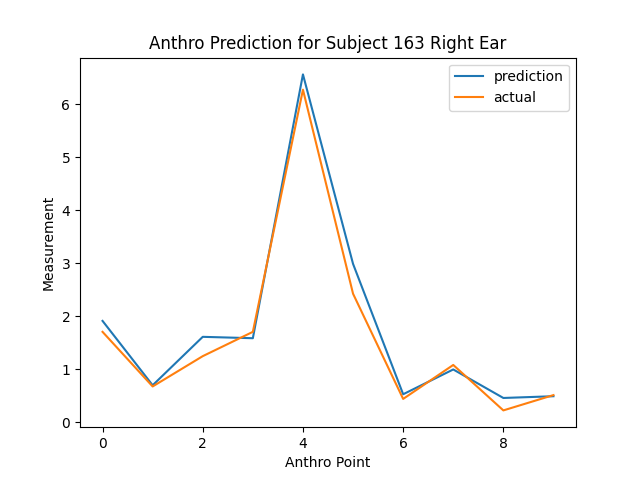 Anthro Prediction for Subject 163 Right Ear
prediction
actual
Measurement
6
5
4
3
2
1
0
0 2 4 6 8
Anthro Point